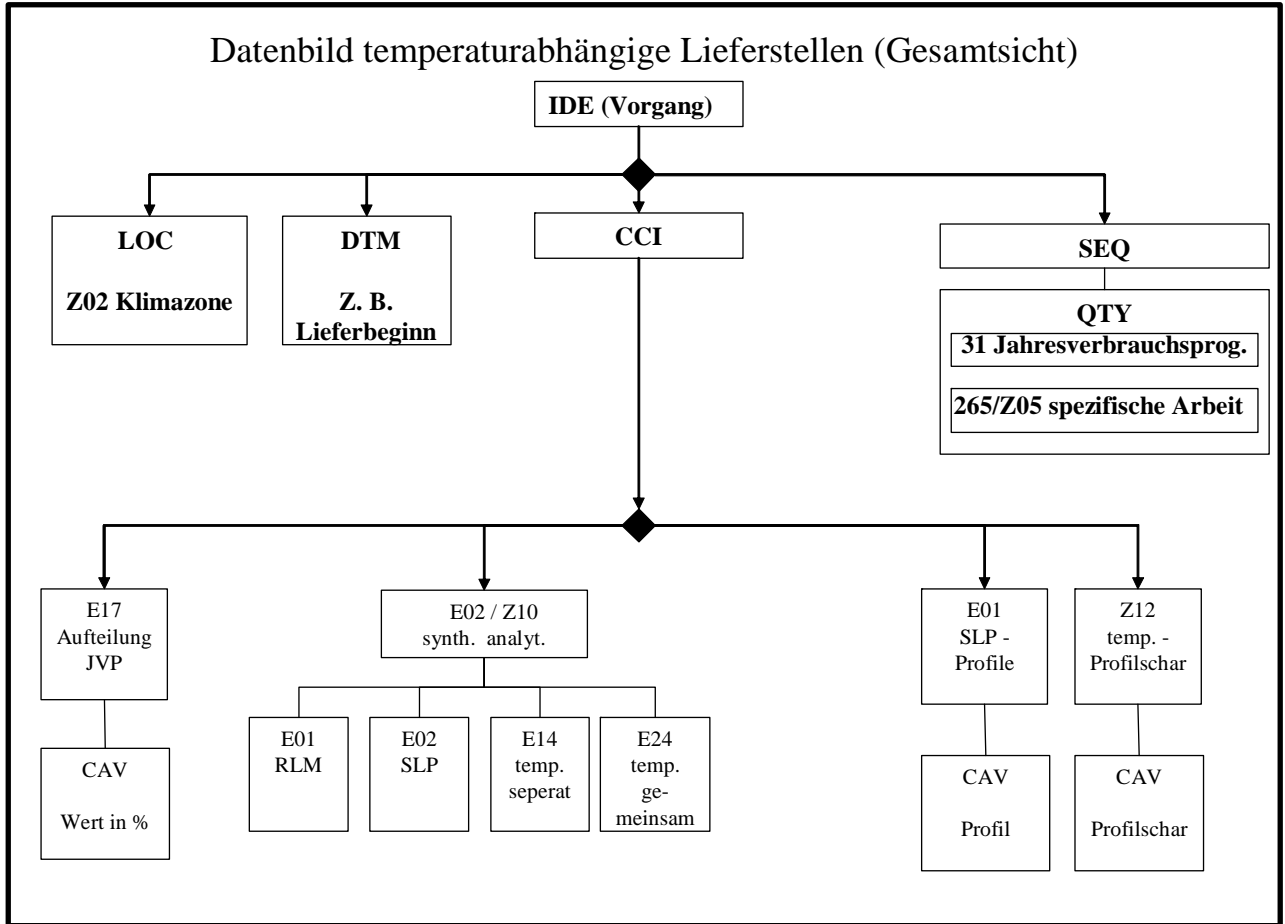 Datenbild temperaturabhängige Lieferstellen (Gesamtsicht)
IDE (Vorgang)
LOC
Z02 Klimazone
DTM
Z. B.
Lieferbeginn
CCI
SEQ
QTY
31 Jahresverbrauchsprog.
265/Z05 spezifische Arbeit
E17
Aufteilung
JVP
CAV
Wert in %
E02 / Z10
synth. analyt.
E01
RLM
E02
SLP
E14
temp.
seperat
E24
temp.
ge-
meinsam
E01
SLP -
Profile
CAV
Profil
Z12
temp. -
Profilschar
CAV
Profilschar